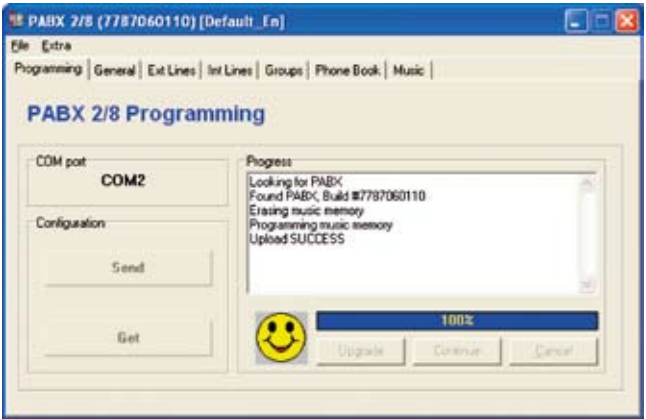 PABX 2/8 (7787060110) [Default_En]
File Extra
Programming General Ext Lines Int Lines Groups Phone Book Music
PABX 2/8 Programming
COM port
COM2
Configuration
Send
Get
Progress
Looking for PABX
Found PABX, Build #7787060110
Erasing music memory
Programming music memory
Upload SUCCESS
100%
Upgrade Continue Cancel